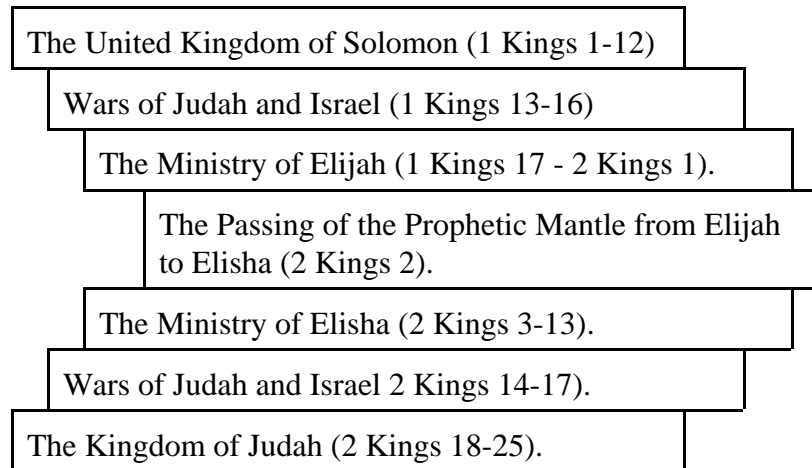 The United Kingdom of Solomon (1 Kings 1-12)
Wars of Judah and Israel (1 Kings 13-16)
The Ministry of Elijah (1 Kings 17 - 2 Kings 1).
The Passing of the Prophetic Mantle from Elijah
to Elisha (2 Kings 2).
The Ministry of Elisha (2 Kings 3-13).
Wars of Judah and Israel 2 Kings 14-17).
The Kingdom of Judah (2 Kings 18-25).